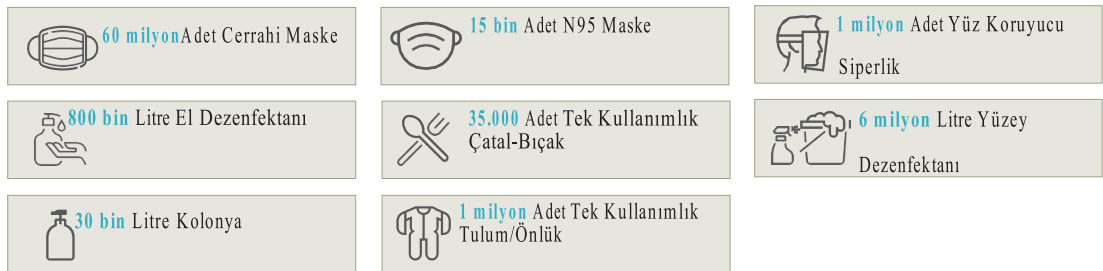 60 milyonAdet Cerrahi Maske
15 bin Adet N95 Maske
1 milyon Adet Yüz Koruyucu
Siperlik
800 bin Litre El Dezenfektanı
35.000 Adet Tek Kullanımlık
Çatal-Bıçak
6 milyon Litre Yüzey
Dezenfektanı
30 bin Litre Kolonya
1 milyon Adet Tek Kullanımlık
Tulum/Önlük